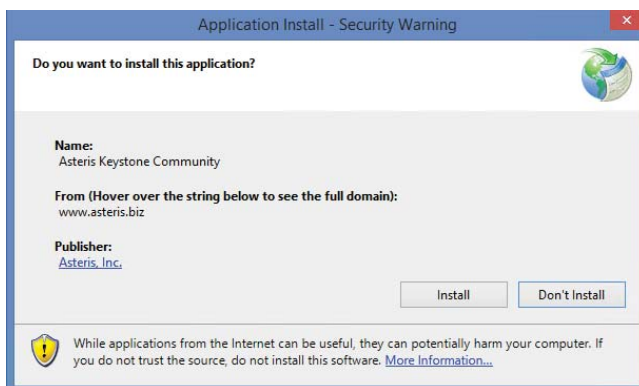 Application Install - Security Warning
Do you want to install this application?
Name:
Asteris Keystone Community
From (Hover over the string below to see the full domain):
www.asteris.biz
Publisher:
Asteris, Inc.
Install
Don't Install
While applications from the Internet can be useful, they can potentially harm your computer. If
you do not trust the source, do not install this software. More Information...